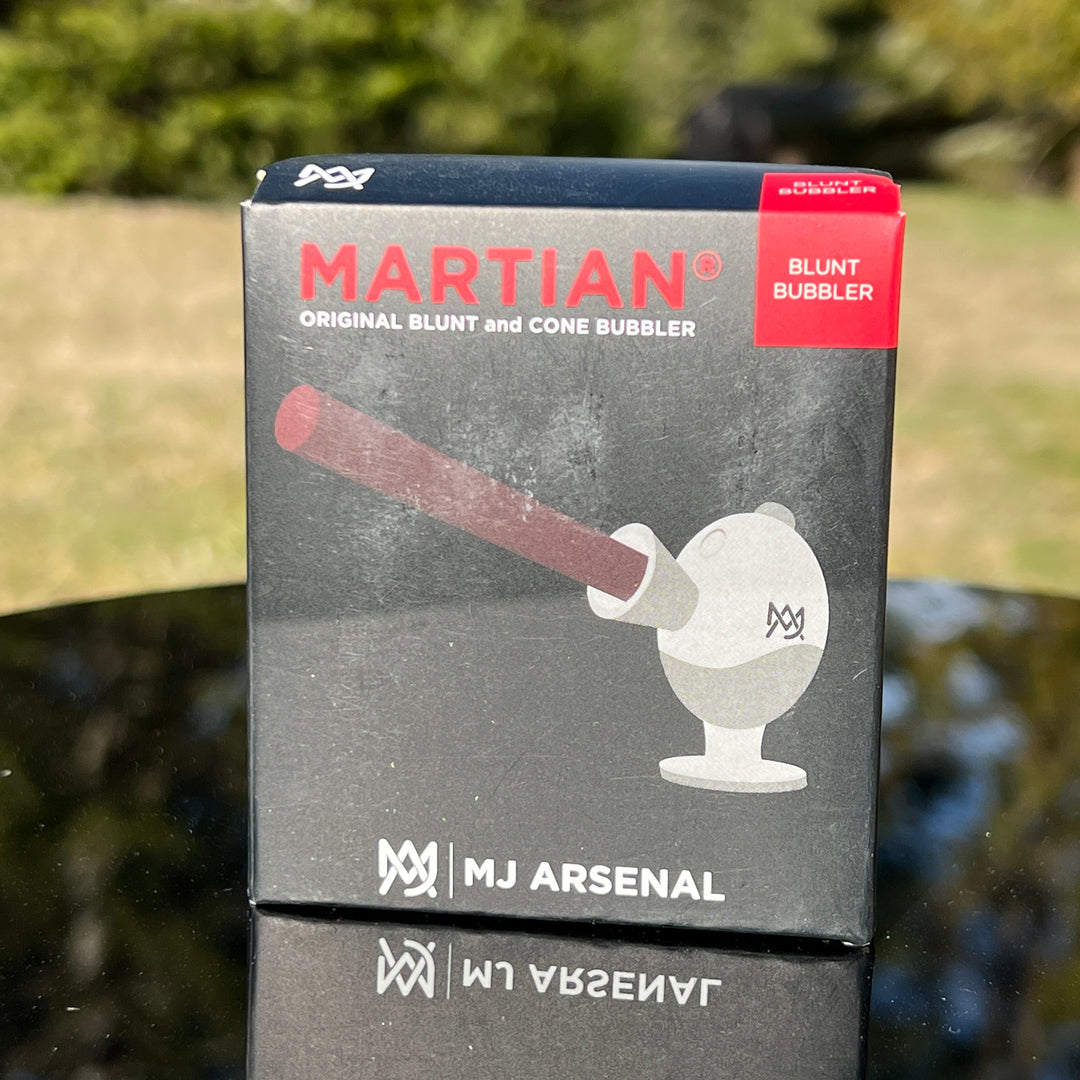 BLUNT
BUBBLER
MARTIAN®
ORIGINAL BLUNT and CONE BUBBLER
BLUNT
BUBBLER
MJ ARSENAL
MJ ARSENAL